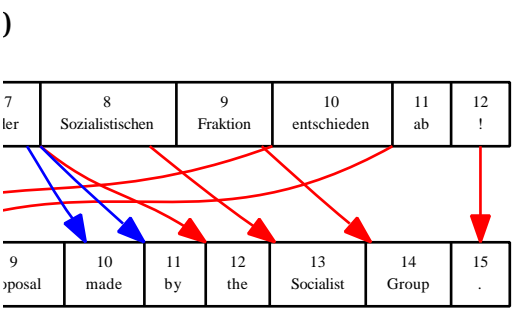 )
7 8 9 10 11 12
Sozialistischen Fraktion entschieden ab !
9 10 11 12 13 14 15
made by the Socialist Group .